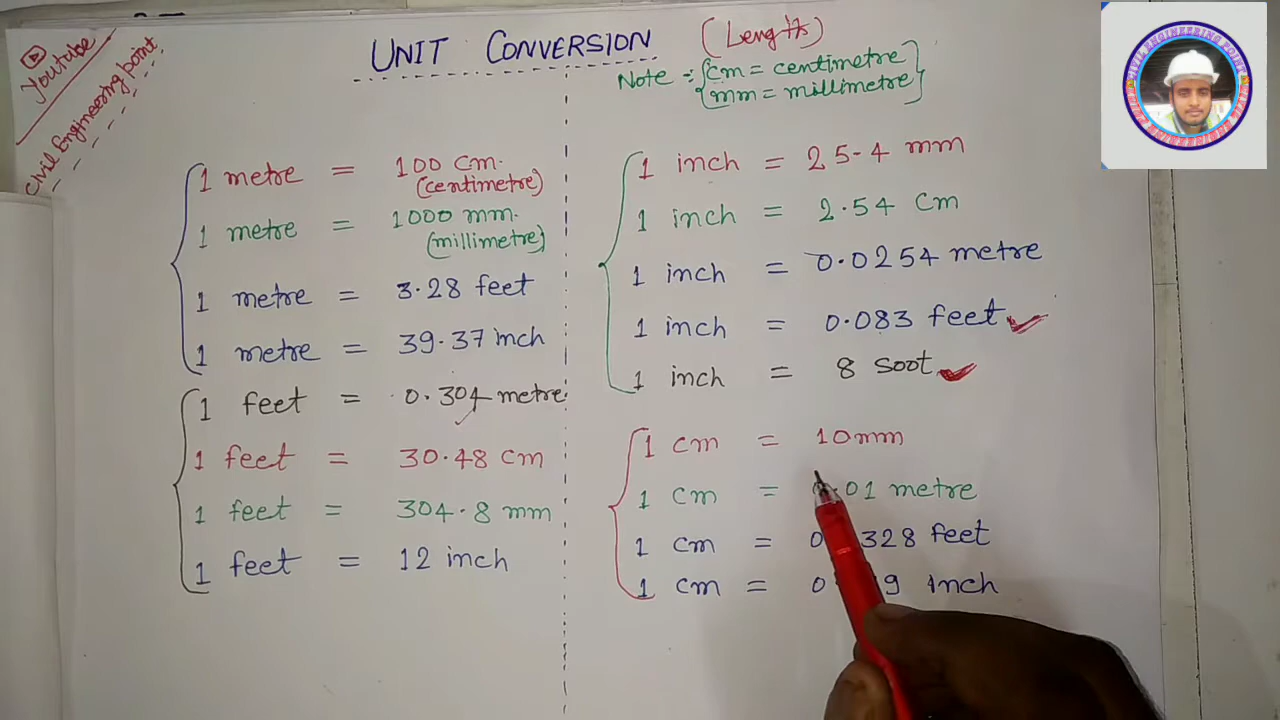 Youtube
Civil Engineering point
UNIT CONVERSION (Length)
Note :- cm = centimetre
mm = millimetre
1 metre = 100 cm.
(centimetre)
1 metre = 1000 mm.
(millimetre)
1 metre = 3.28 feet
1 metre = 39.37 inch
1 feet = 0.304 metre
1 feet = 30.48 cm
1 feet = 304.8 mm
1 feet = 12 inch
1 inch = 25.4 mm
1 inch = 2.54 cm
1 inch = 0.0254 metre
1 inch = 0.083 feet
1 inch = 8 soot
1 cm = 10mm
1 cm = 0.01 metre
1 cm = 328 feet
1 cm = inch
CIVIL ENGINEERING POINT